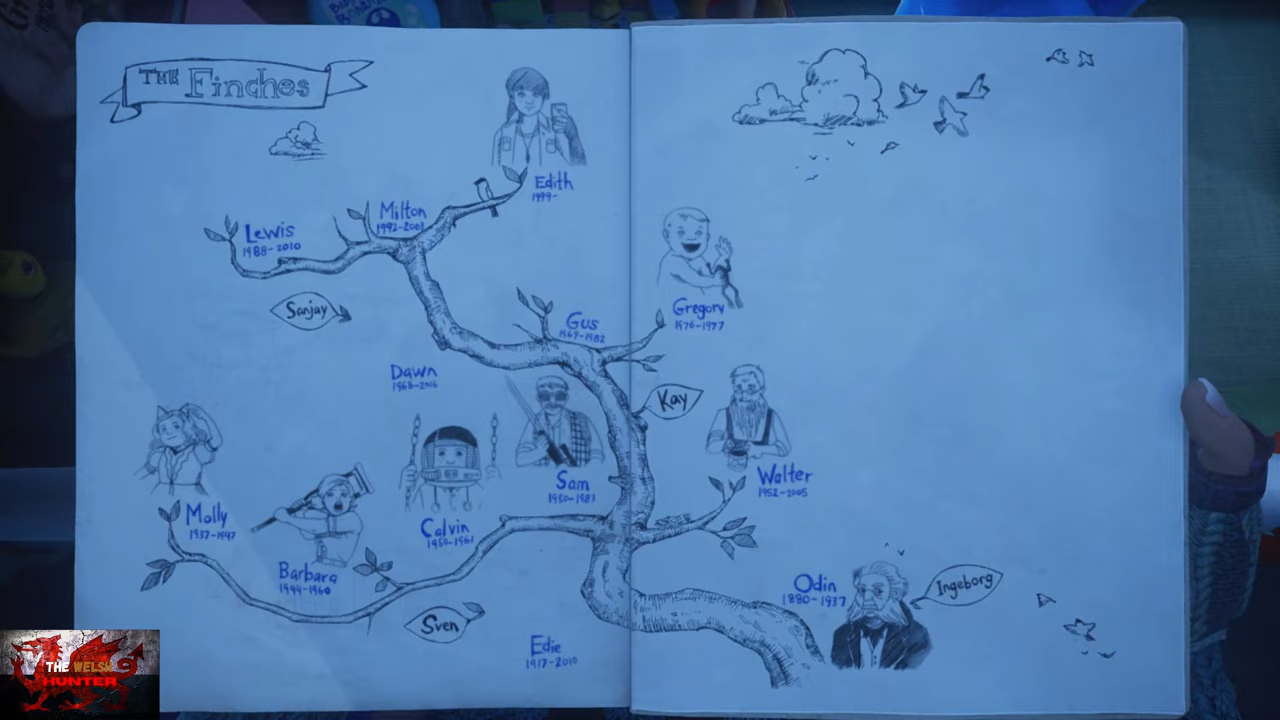 THE Finches
Edith
1999-
Milton
1992-2003
Lewis
1988-2010
Sanjay
Gregory
1976-1977
Gus
1969-1982
Dawn
1968-2016
Kay
Sam
1950-1983
Walter
1952-2005
Calvin
1950-1961
Molly
1937-1947
Barbara
1944-1960
Sven
Edie
1917-2010
Odin
1880-1937
Ingeborg
THE WELSH
HUNTER